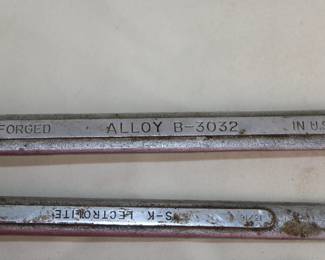 FORGED ALLOY B-3032 IN U.S
S-K LECTROLITE